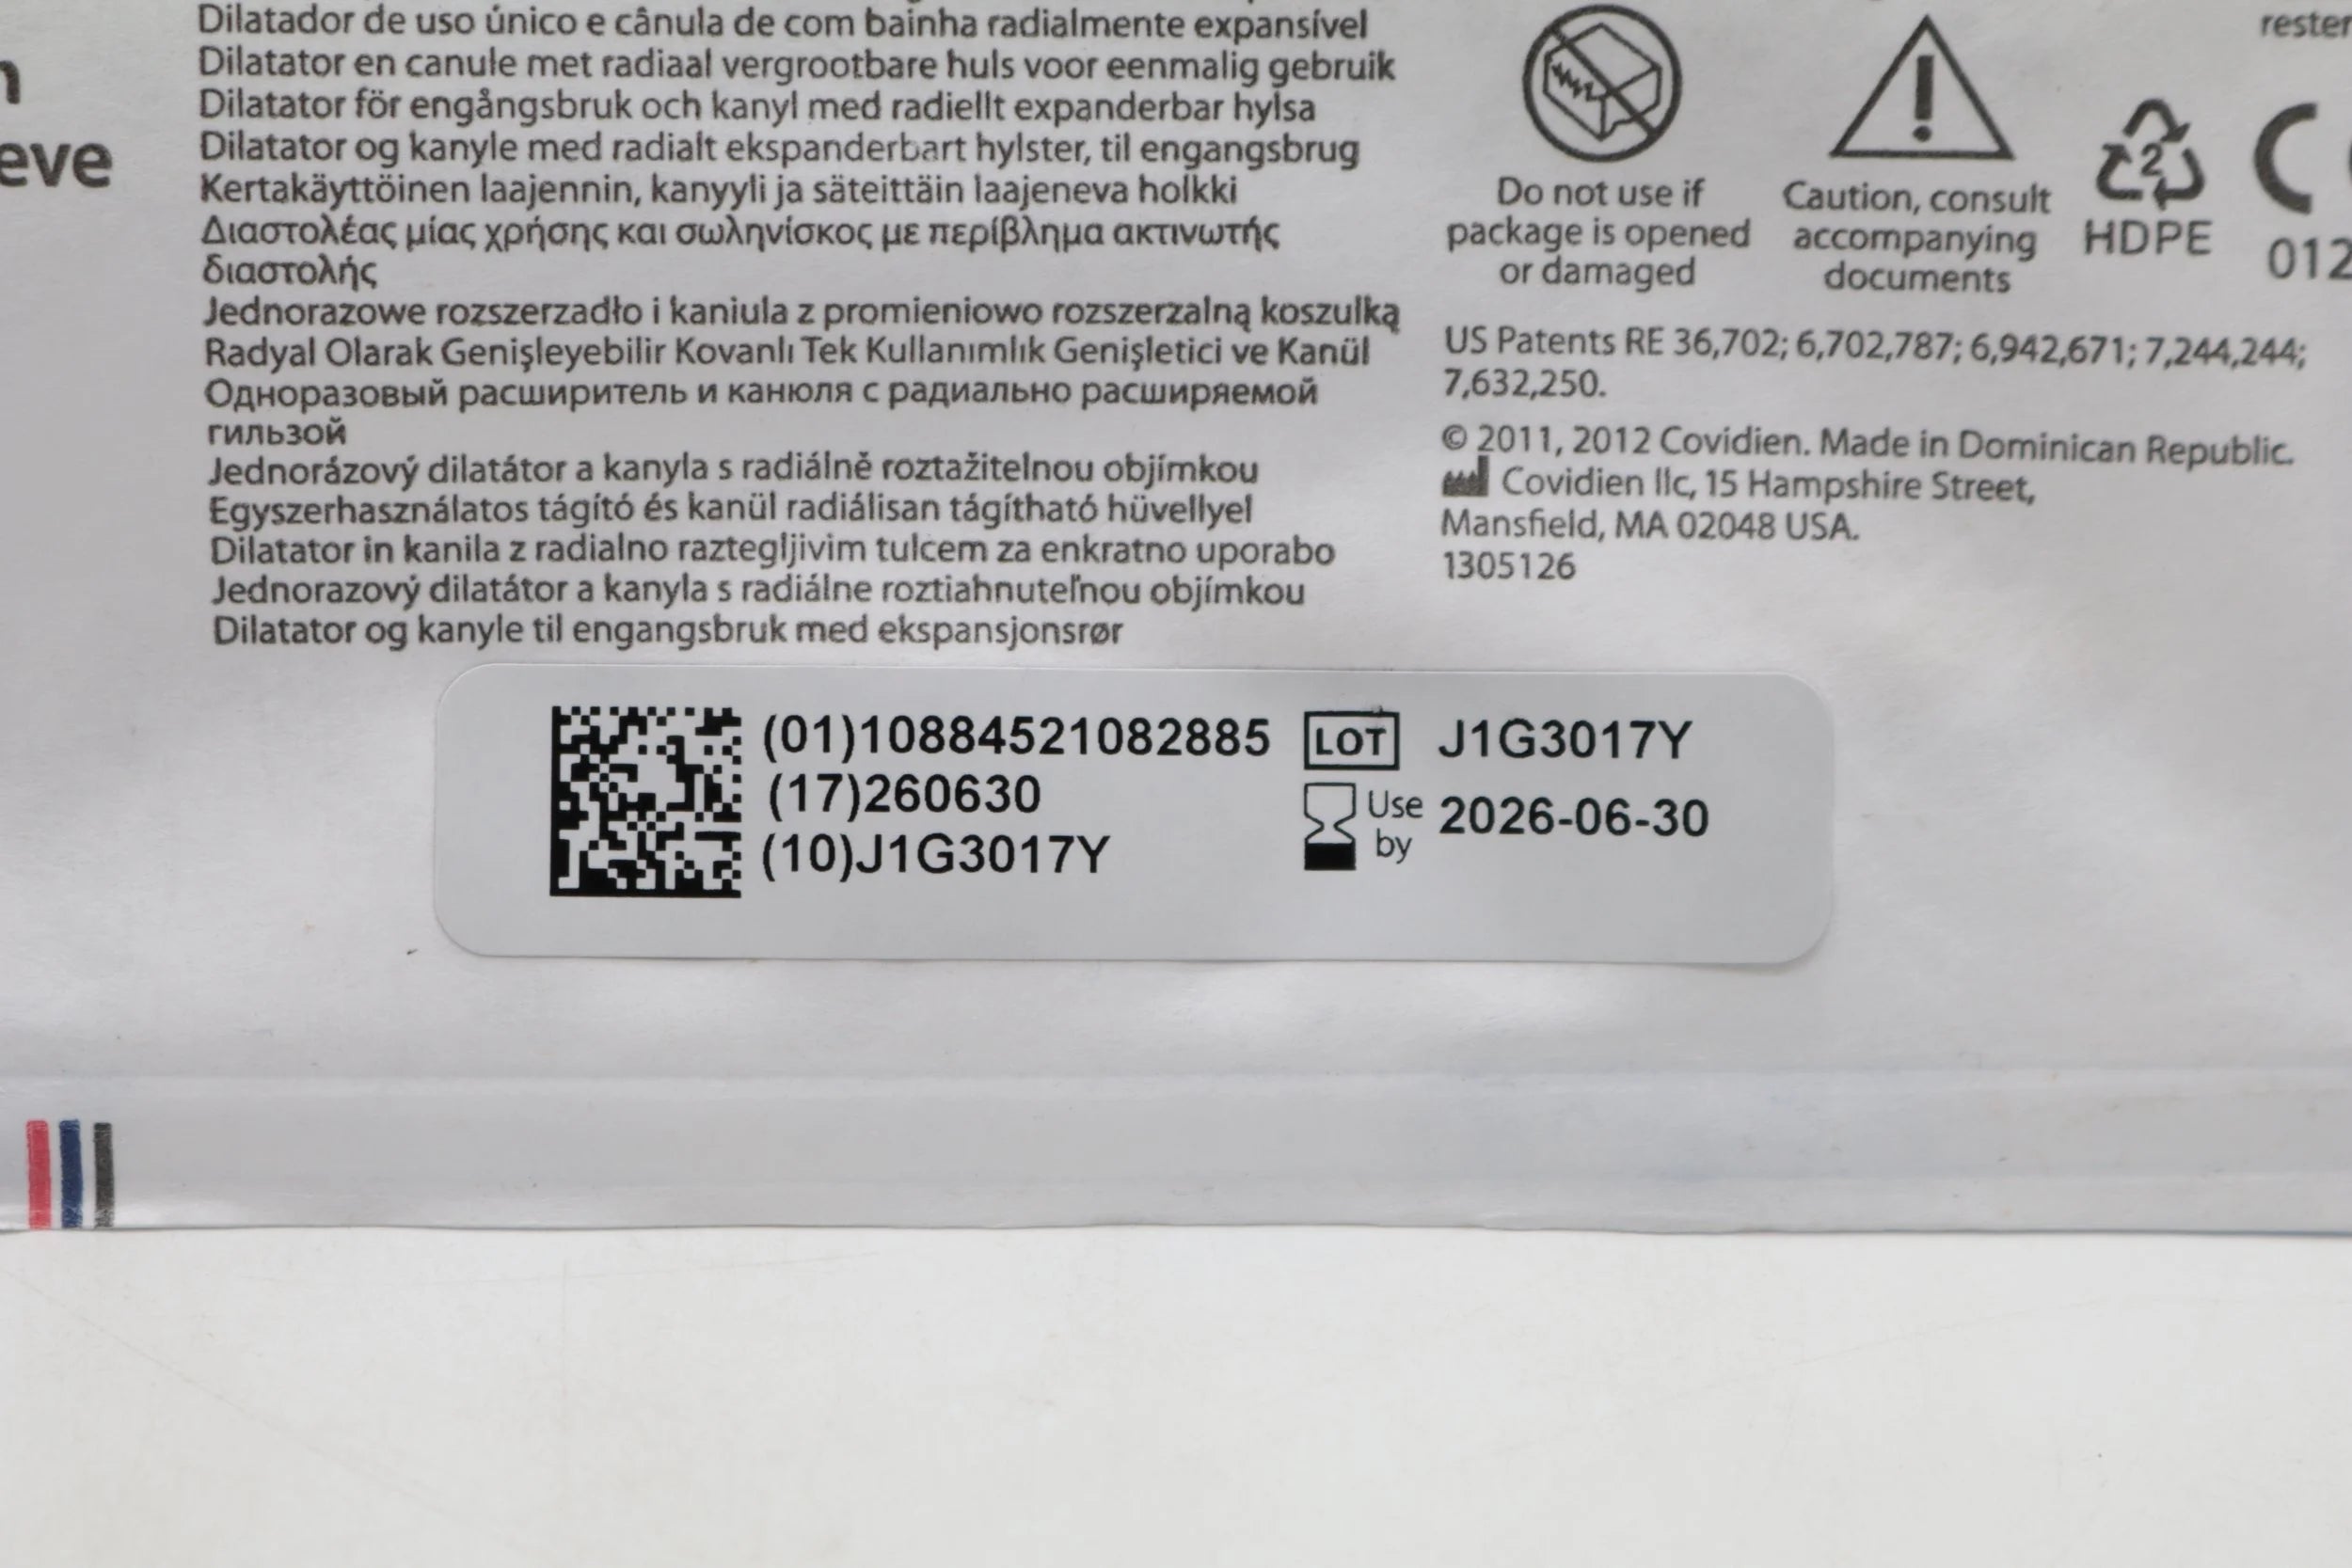 eve
Dilatador de uso único e cânula de com bainha radialmente expansível
Dilatator en canule met radiaal vergrootbare huls voor eenmalig gebruik
Dilatator för engångsbruk och kanyl med radiellt expanderbar hylsa
Dilatator og kanyle med radialt ekspanderbart hylster, til engangsbrug
Kertakäyttöinen laajennin, kanyyli ja säteittäin laajeneva holkki
Διαστολέας μίας χρήσης και σωληνίσκος με περίβλημα ακτινωτής
διαστολής
Jednorazowe rozszerzadło i kaniula z promieniowo rozszerzalną koszulką
Radyal Olarak Genişleyebilir Kovanlı Tek Kullanımlık Genişletici ve Kanül
Одноразовый расширитель и канюля с радиально расширяемой
гильзой
Jednorázový dilatátor a kanyla s radiálně roztažitelnou objímkou
Egyszerhasználatos tágító és kanül radiálisan tágítható hüvellyel
Dilatator in kanila z radialno raztegljivim tulcem za enkratno uporabo
Jednorazový dilatátor a kanyla s radiálne roztiahnuteľnou objímkou
Dilatator og kanyle til engangsbruk med ekspansjonsrør
Do not use if
package is opened
or damaged
Caution, consult
accompanying
documents
2
HDPE
rester
012
US Patents RE 36,702; 6,702,787; 6,942,671; 7,244,244;
7,632,250.
© 2011, 2012 Covidien. Made in Dominican Republic.
Covidien llc, 15 Hampshire Street,
Mansfield, MA 02048 USA.
1305126
(01)10884521082885
(17)260630
(10)J1G3017Y
LOT J1G3017Y
Use by 2026-06-30